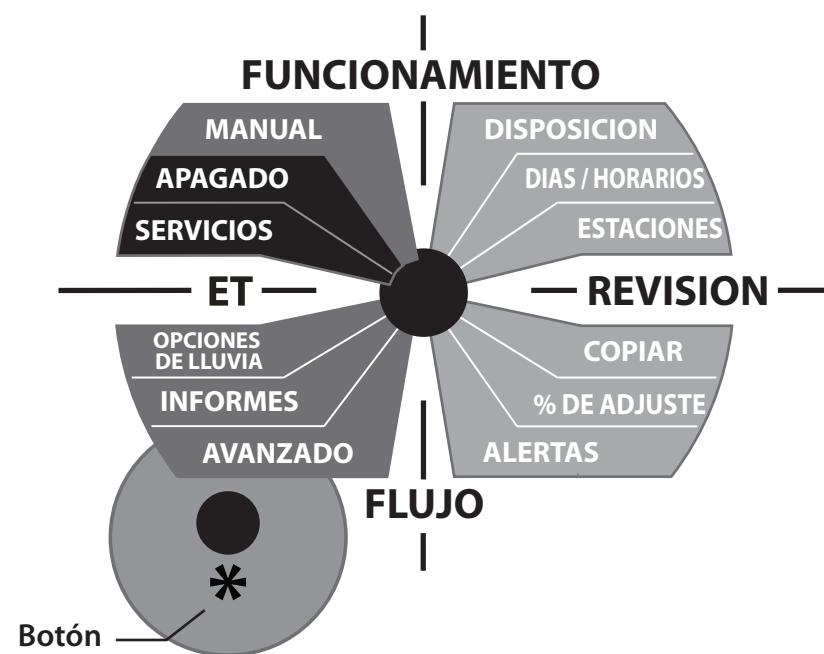 FUNCIONAMIENTO
MANUAL
APAGADO
SERVICIOS
DISPOSICION
DIAS / HORARIOS
ESTACIONES
ET
REVISION
OPCIONES
DE LLUVIA
INFORMES
AVANZADO
COPIAR
% DE ADJUSTE
ALERTAS
FLUJO
*
Botón